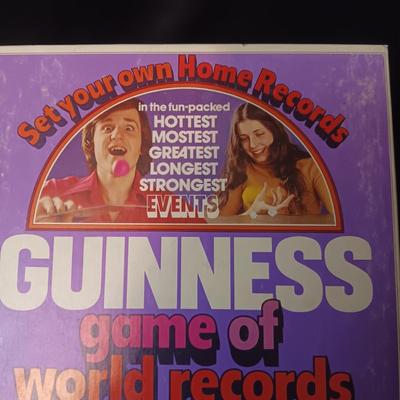 Set your own Home Records
in the fun-packed
HOTTEST
MOSTEST
GREATEST
LONGEST
STRONGEST
EVENTS
GUINNESS
game of
world records